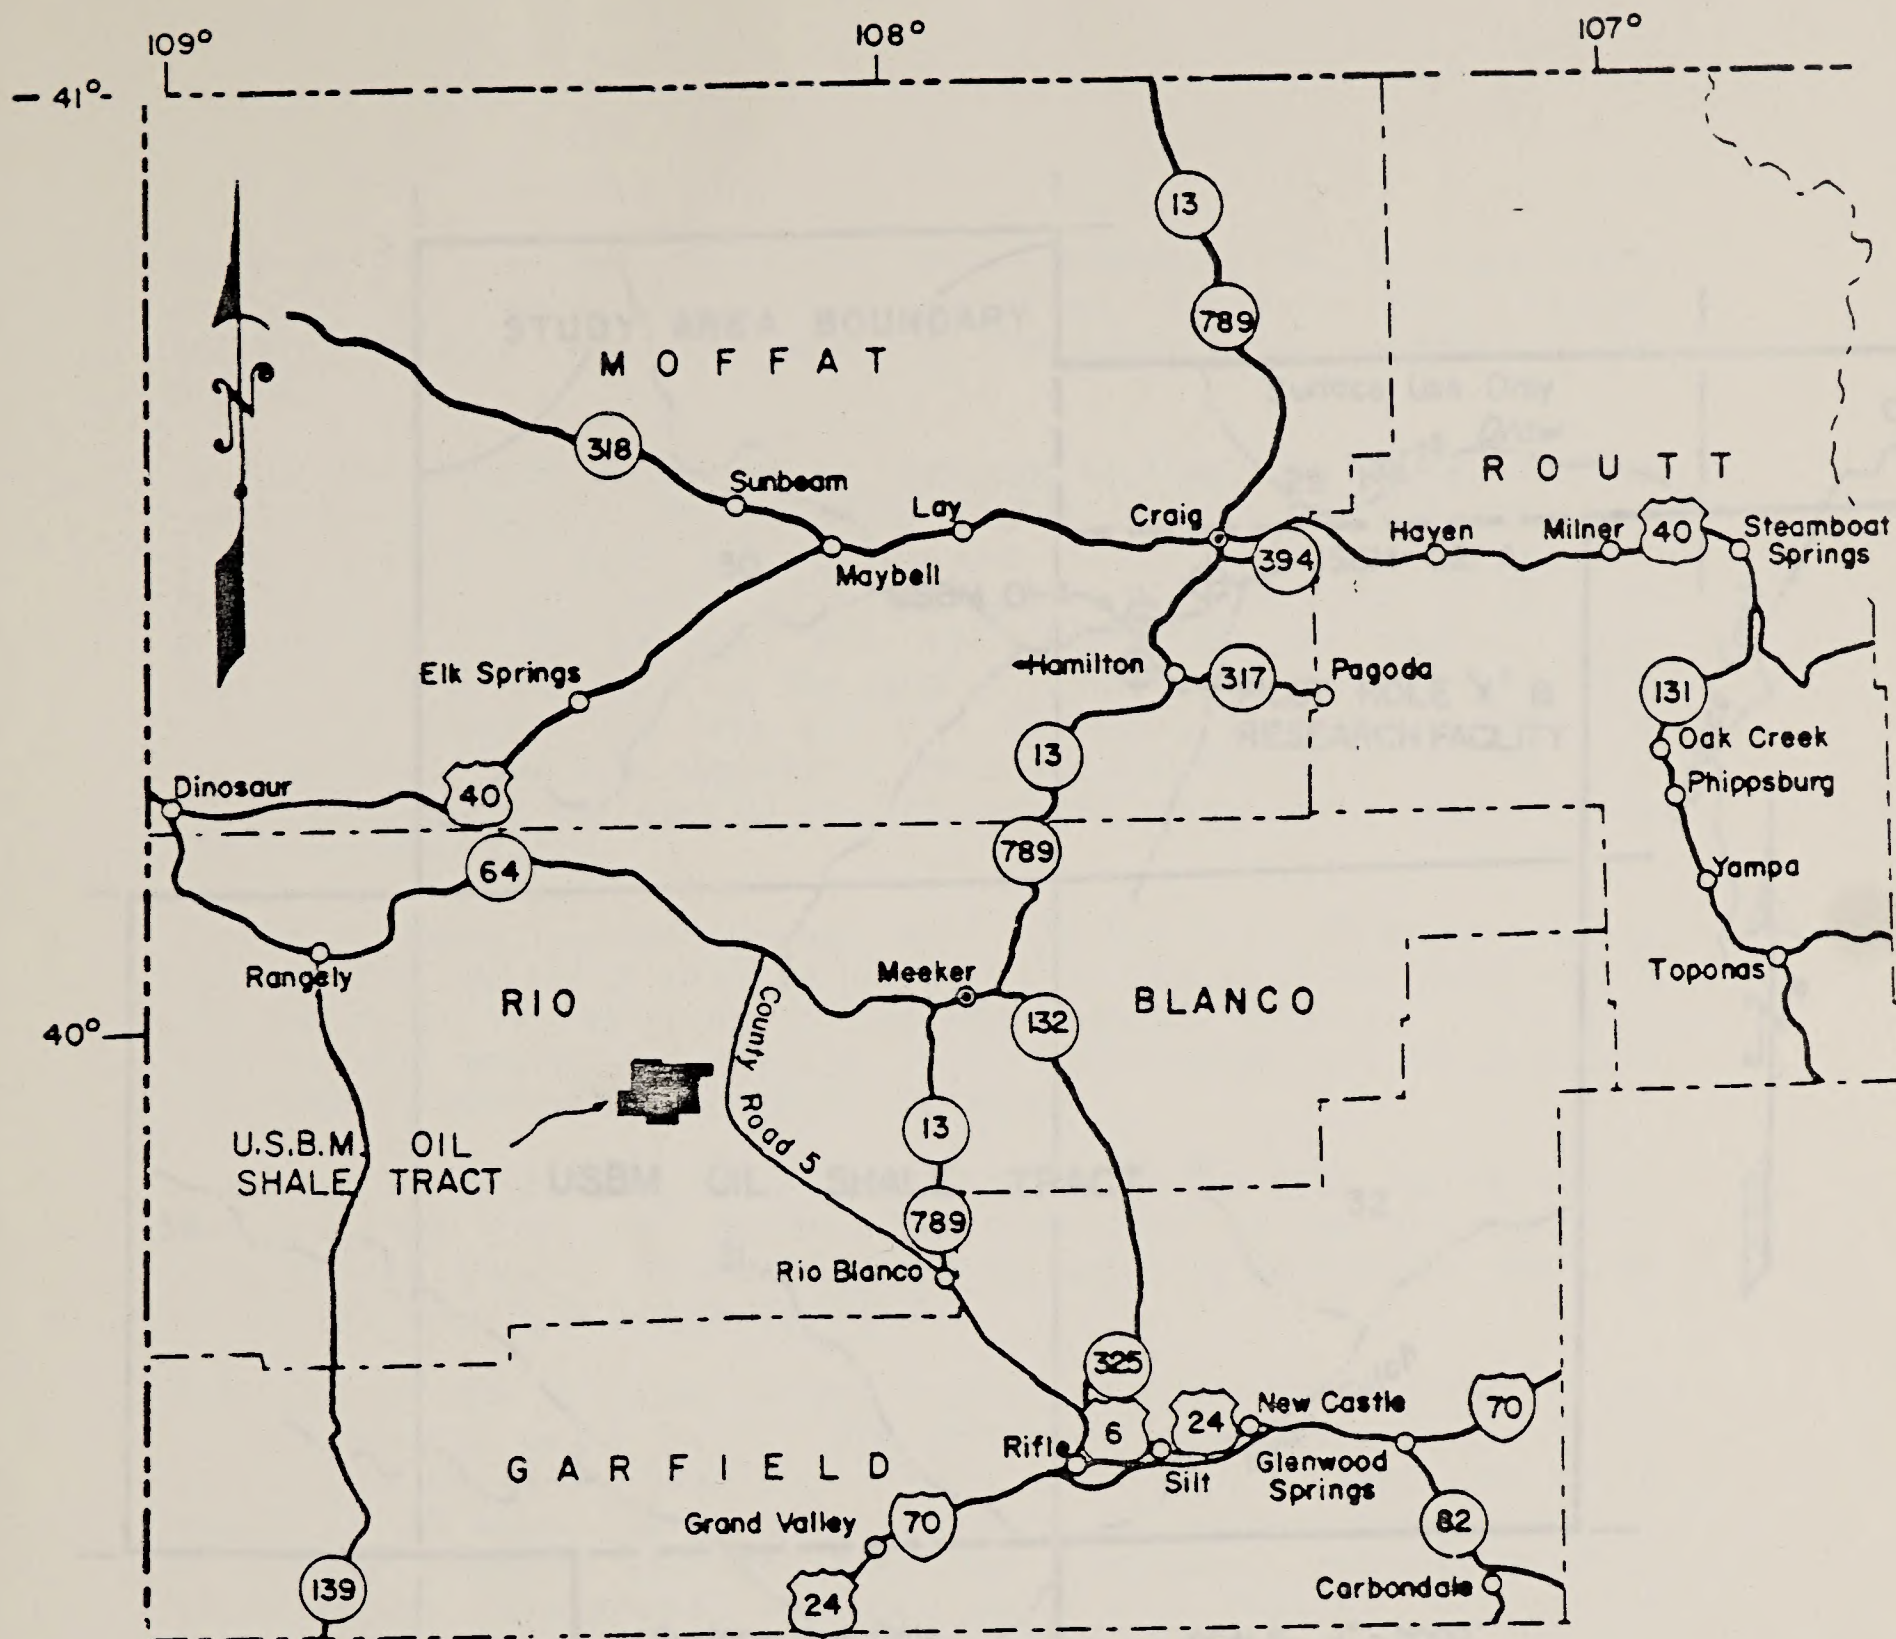 109°
108°
107°
41°
13
789
MOFFAT
318
Sunbeam
Lay
Craig
ROUTT
Hayen
Milner
40
Steamboat
Springs
394
Maybell
Elk Springs
Hamilton
317
Pagoda
131
Oak Creek
13
Phippsburg
Dinosaur
40
789
64
Yampa
Rangely
Meeker
Toponas
RIO
BLANCO
132
40°
County Road 5
U.S.B.M. OIL
SHALE TRACT
13
789
Rio Blanco
325
New Castle
70
6
24
Rifle
Silt
Glenwood
Springs
GARFIELD
Grand Valley
70
82
139
24
Carbondale